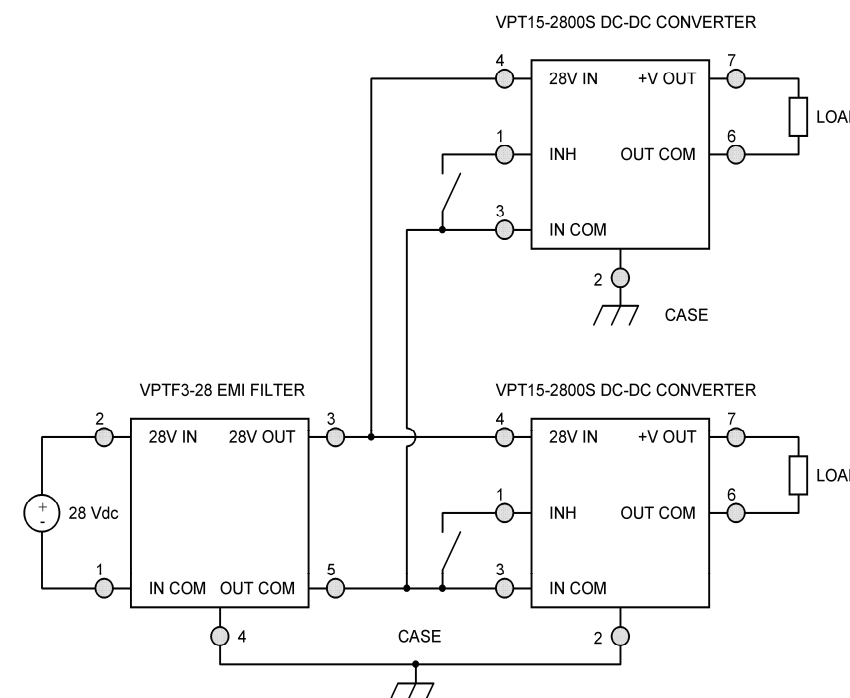 VPT15-2800S DC-DC CONVERTER
4 28V IN +V OUT 7
LOA
1 INH OUT COM 6
3 IN COM
2
CASE
VPTF3-28 EMI FILTER
VPT15-2800S DC-DC CONVERTER
2 28V IN 28V OUT 3
4 28V IN +V OUT 7
LOA
+
- 28 Vdc
1 INH OUT COM 6
1 IN COM OUT COM 5
3 IN COM
4 CASE 2